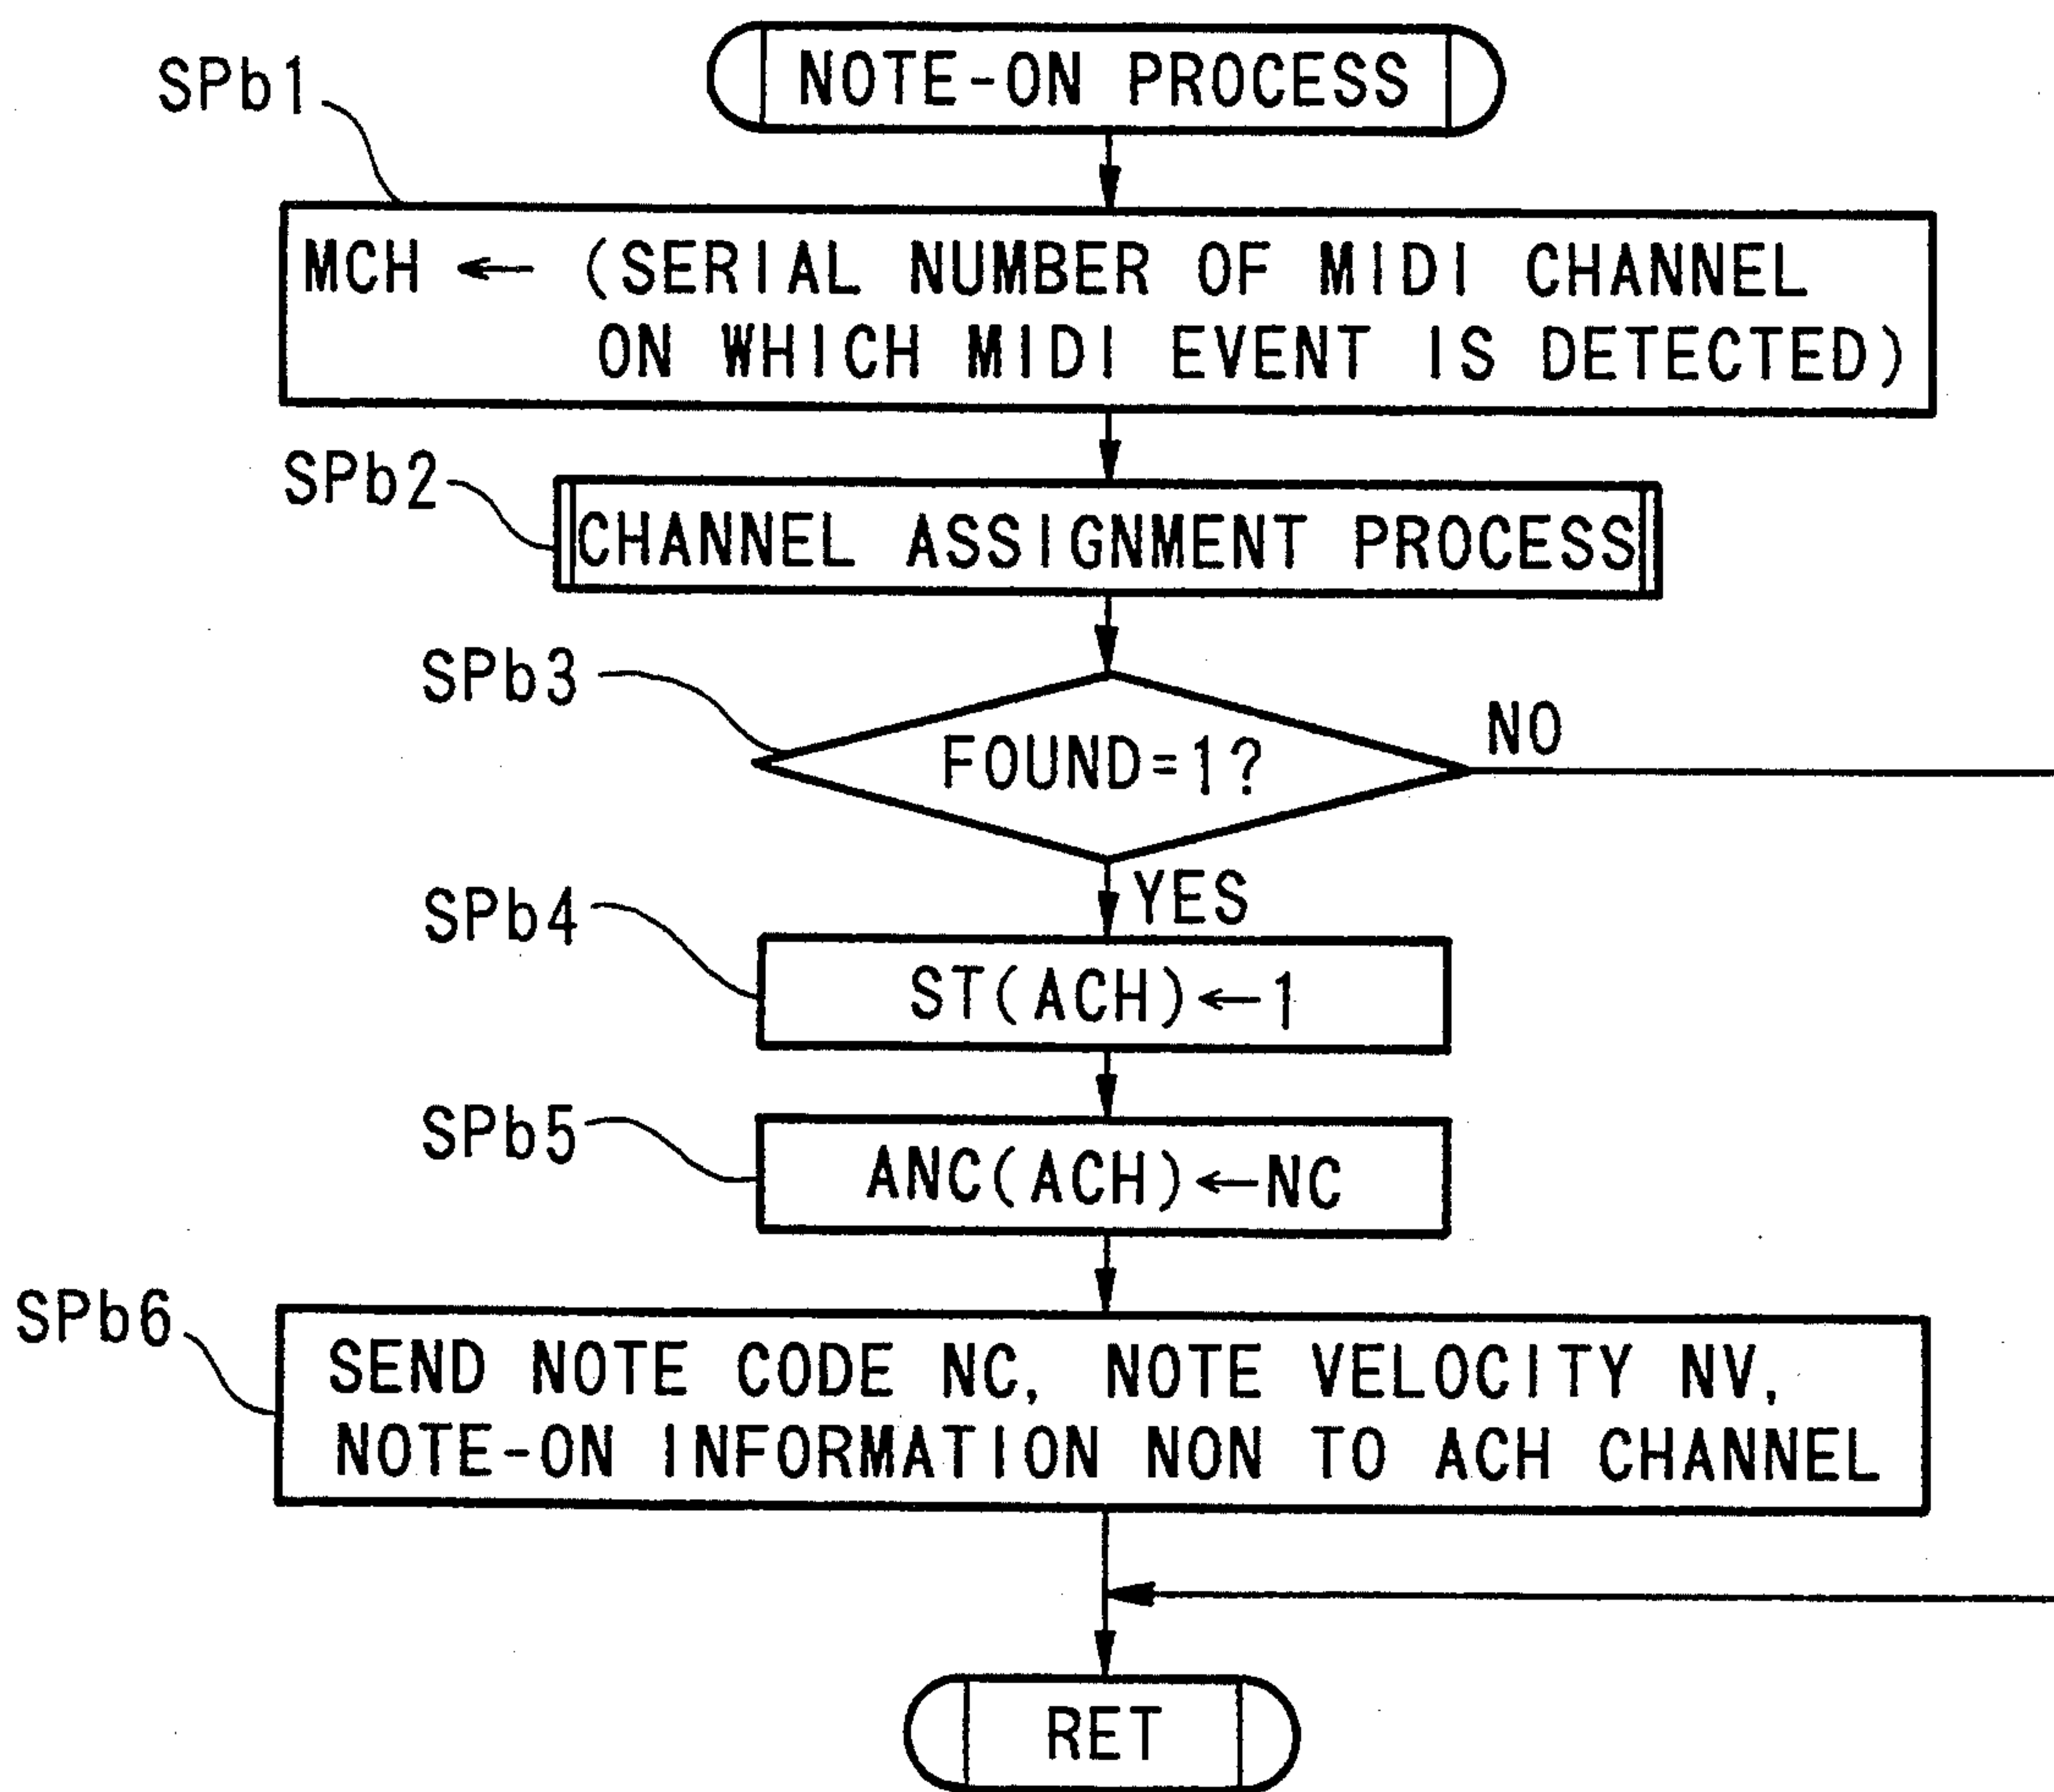 NOTE-ON PROCESS
SPb1
MCH ← (SERIAL NUMBER OF MIDI CHANNEL
ON WHICH MIDI EVENT IS DETECTED)
SPb2
CHANNEL ASSIGNMENT PROCESS
SPb3
FOUND=1?
NO
YES
SPb4
ST(ACH)←1
SPb5
ANC(ACH)←NC
SPb6
SEND NOTE CODE NC, NOTE VELOCITY NV,
NOTE-ON INFORMATION NON TO ACH CHANNEL
RET